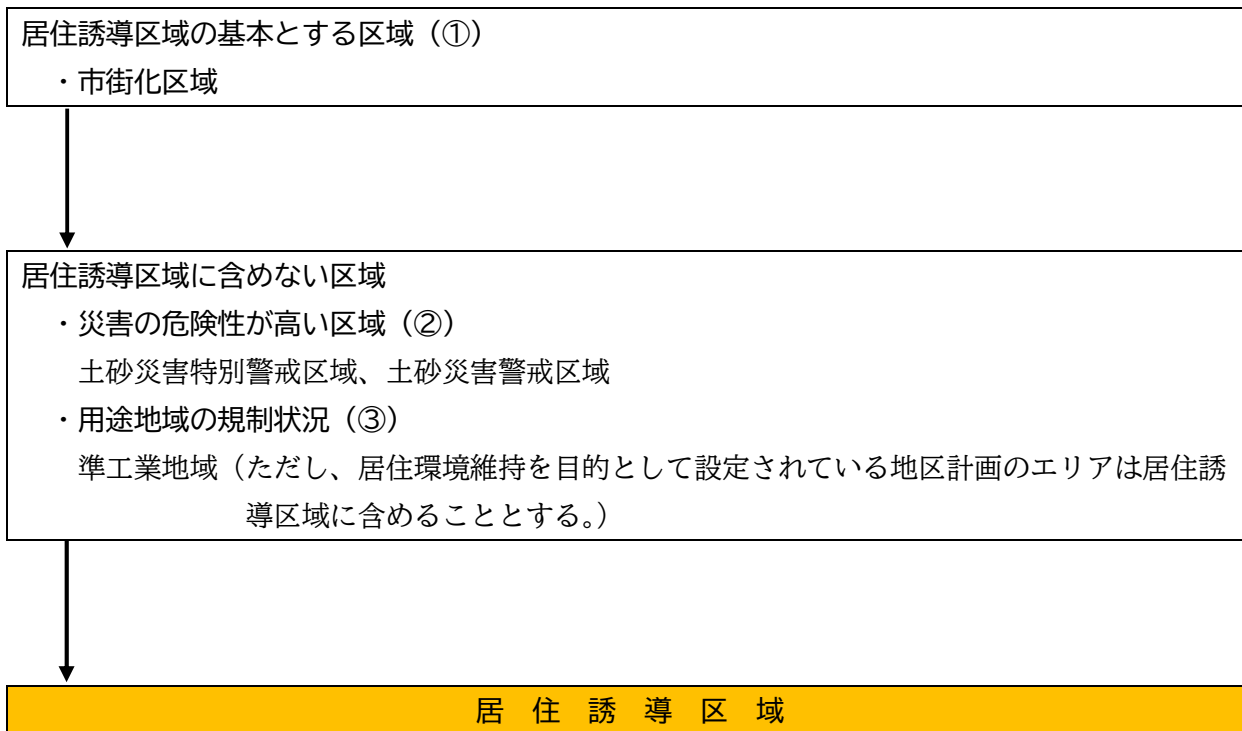 居住誘導区域の基本とする区域（①）
・市街化区域
居住誘導区域に含めない区域
・災害の危険性が高い区域（②）
土砂災害特別警戒区域、土砂災害警戒区域
・用途地域の規制状況（③）
準工業地域（ただし、居住環境維持を目的として設定されている地区計画のエリアは居住誘
導区域に含めることとする。）
居 住 誘 導 区 域